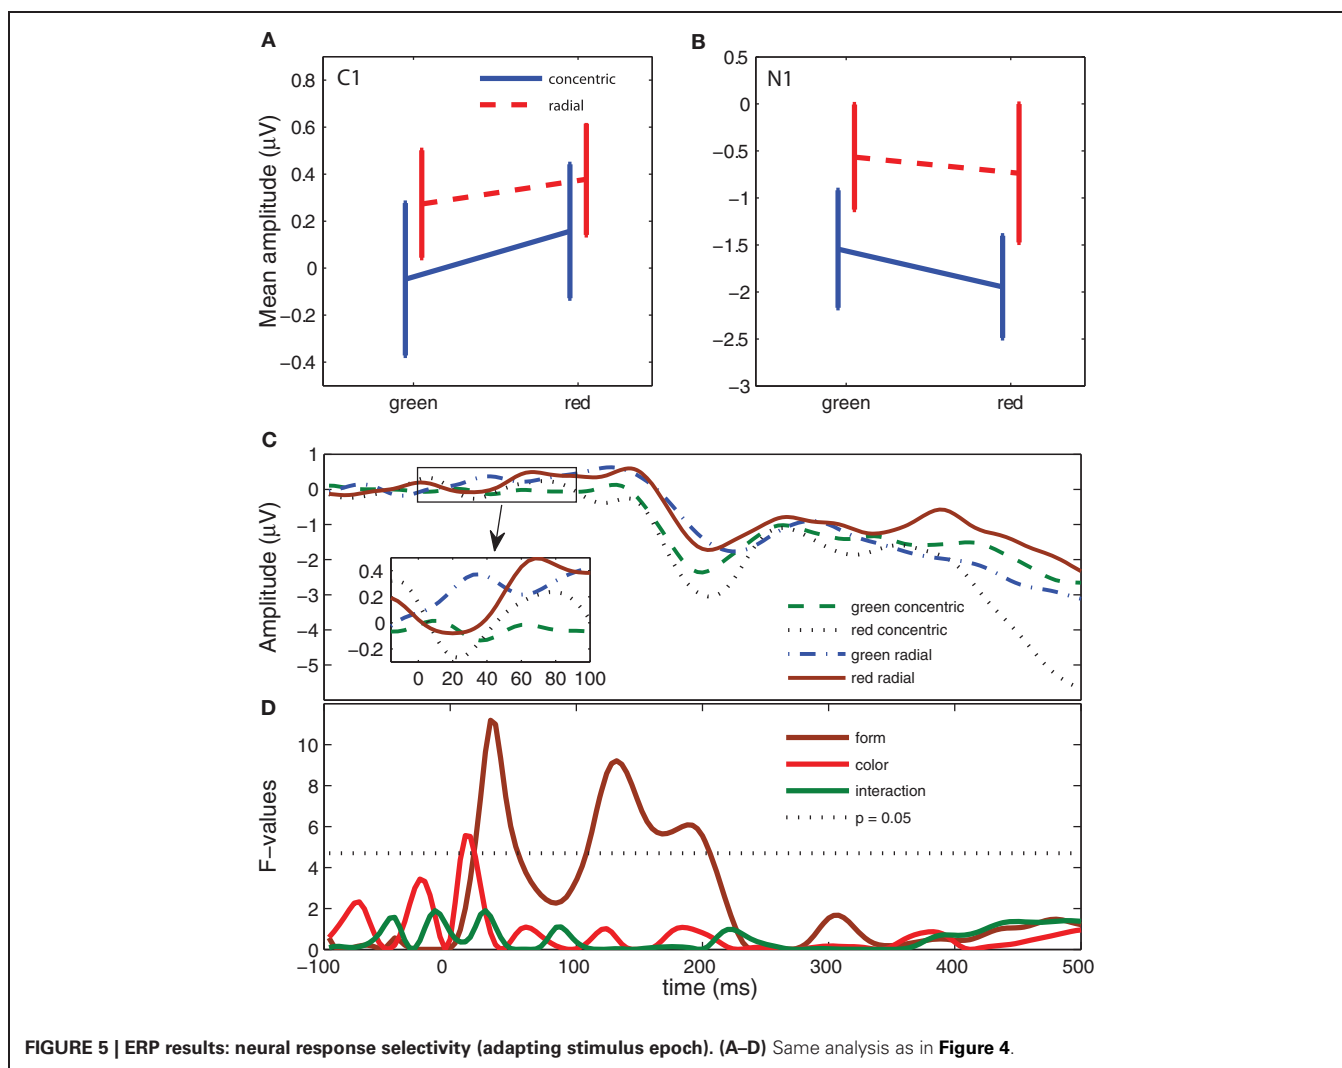 A
C1
concentric
radial
0.8
0.6
0.4
0.2
0
−0.2
−0.4
Mean amplitude (μV)
green
red
B
N1
0.5
0
−0.5
−1
−1.5
−2
−2.5
−3
green
red
C
1
0
−1
−2
−3
−4
−5
Amplitude (μV)
0.4
0.2
0
−0.2
0 20 40 60 80 100
green concentric
red concentric
green radial
red radial
D
10
8
6
4
2
0
F−values
form
color
interaction
p = 0.05
−100 0 100 200 300 400 500
time (ms)
FIGURE 5 | ERP results: neural response selectivity (adapting stimulus epoch). (A–D) Same analysis as in Figure 4.